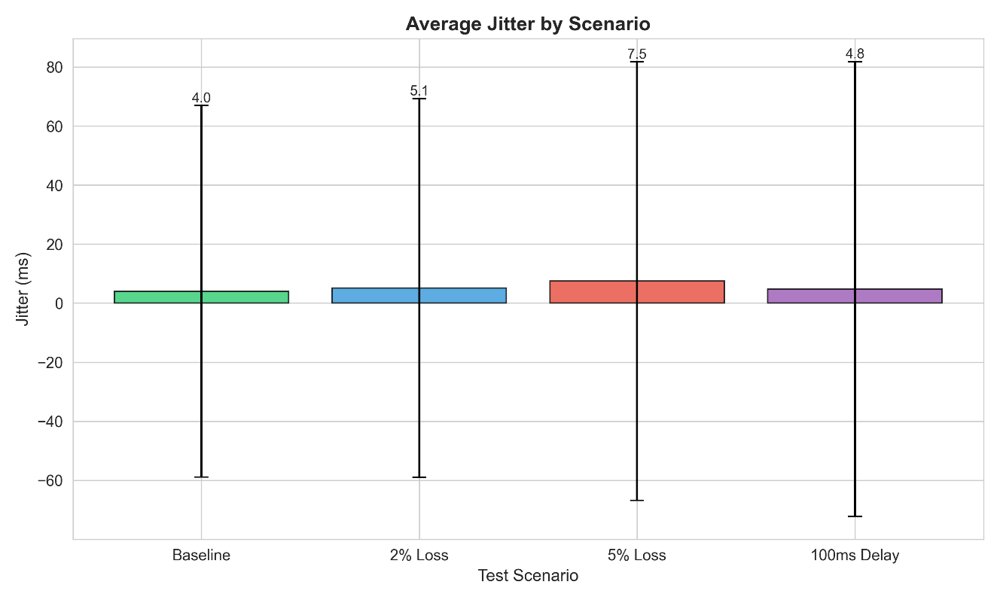 Average Jitter by Scenario
80
60
40
20
0
−20
−40
−60
Jitter (ms)
4.0
5.1
7.5
4.8
Baseline
2% Loss
5% Loss
100ms Delay
Test Scenario